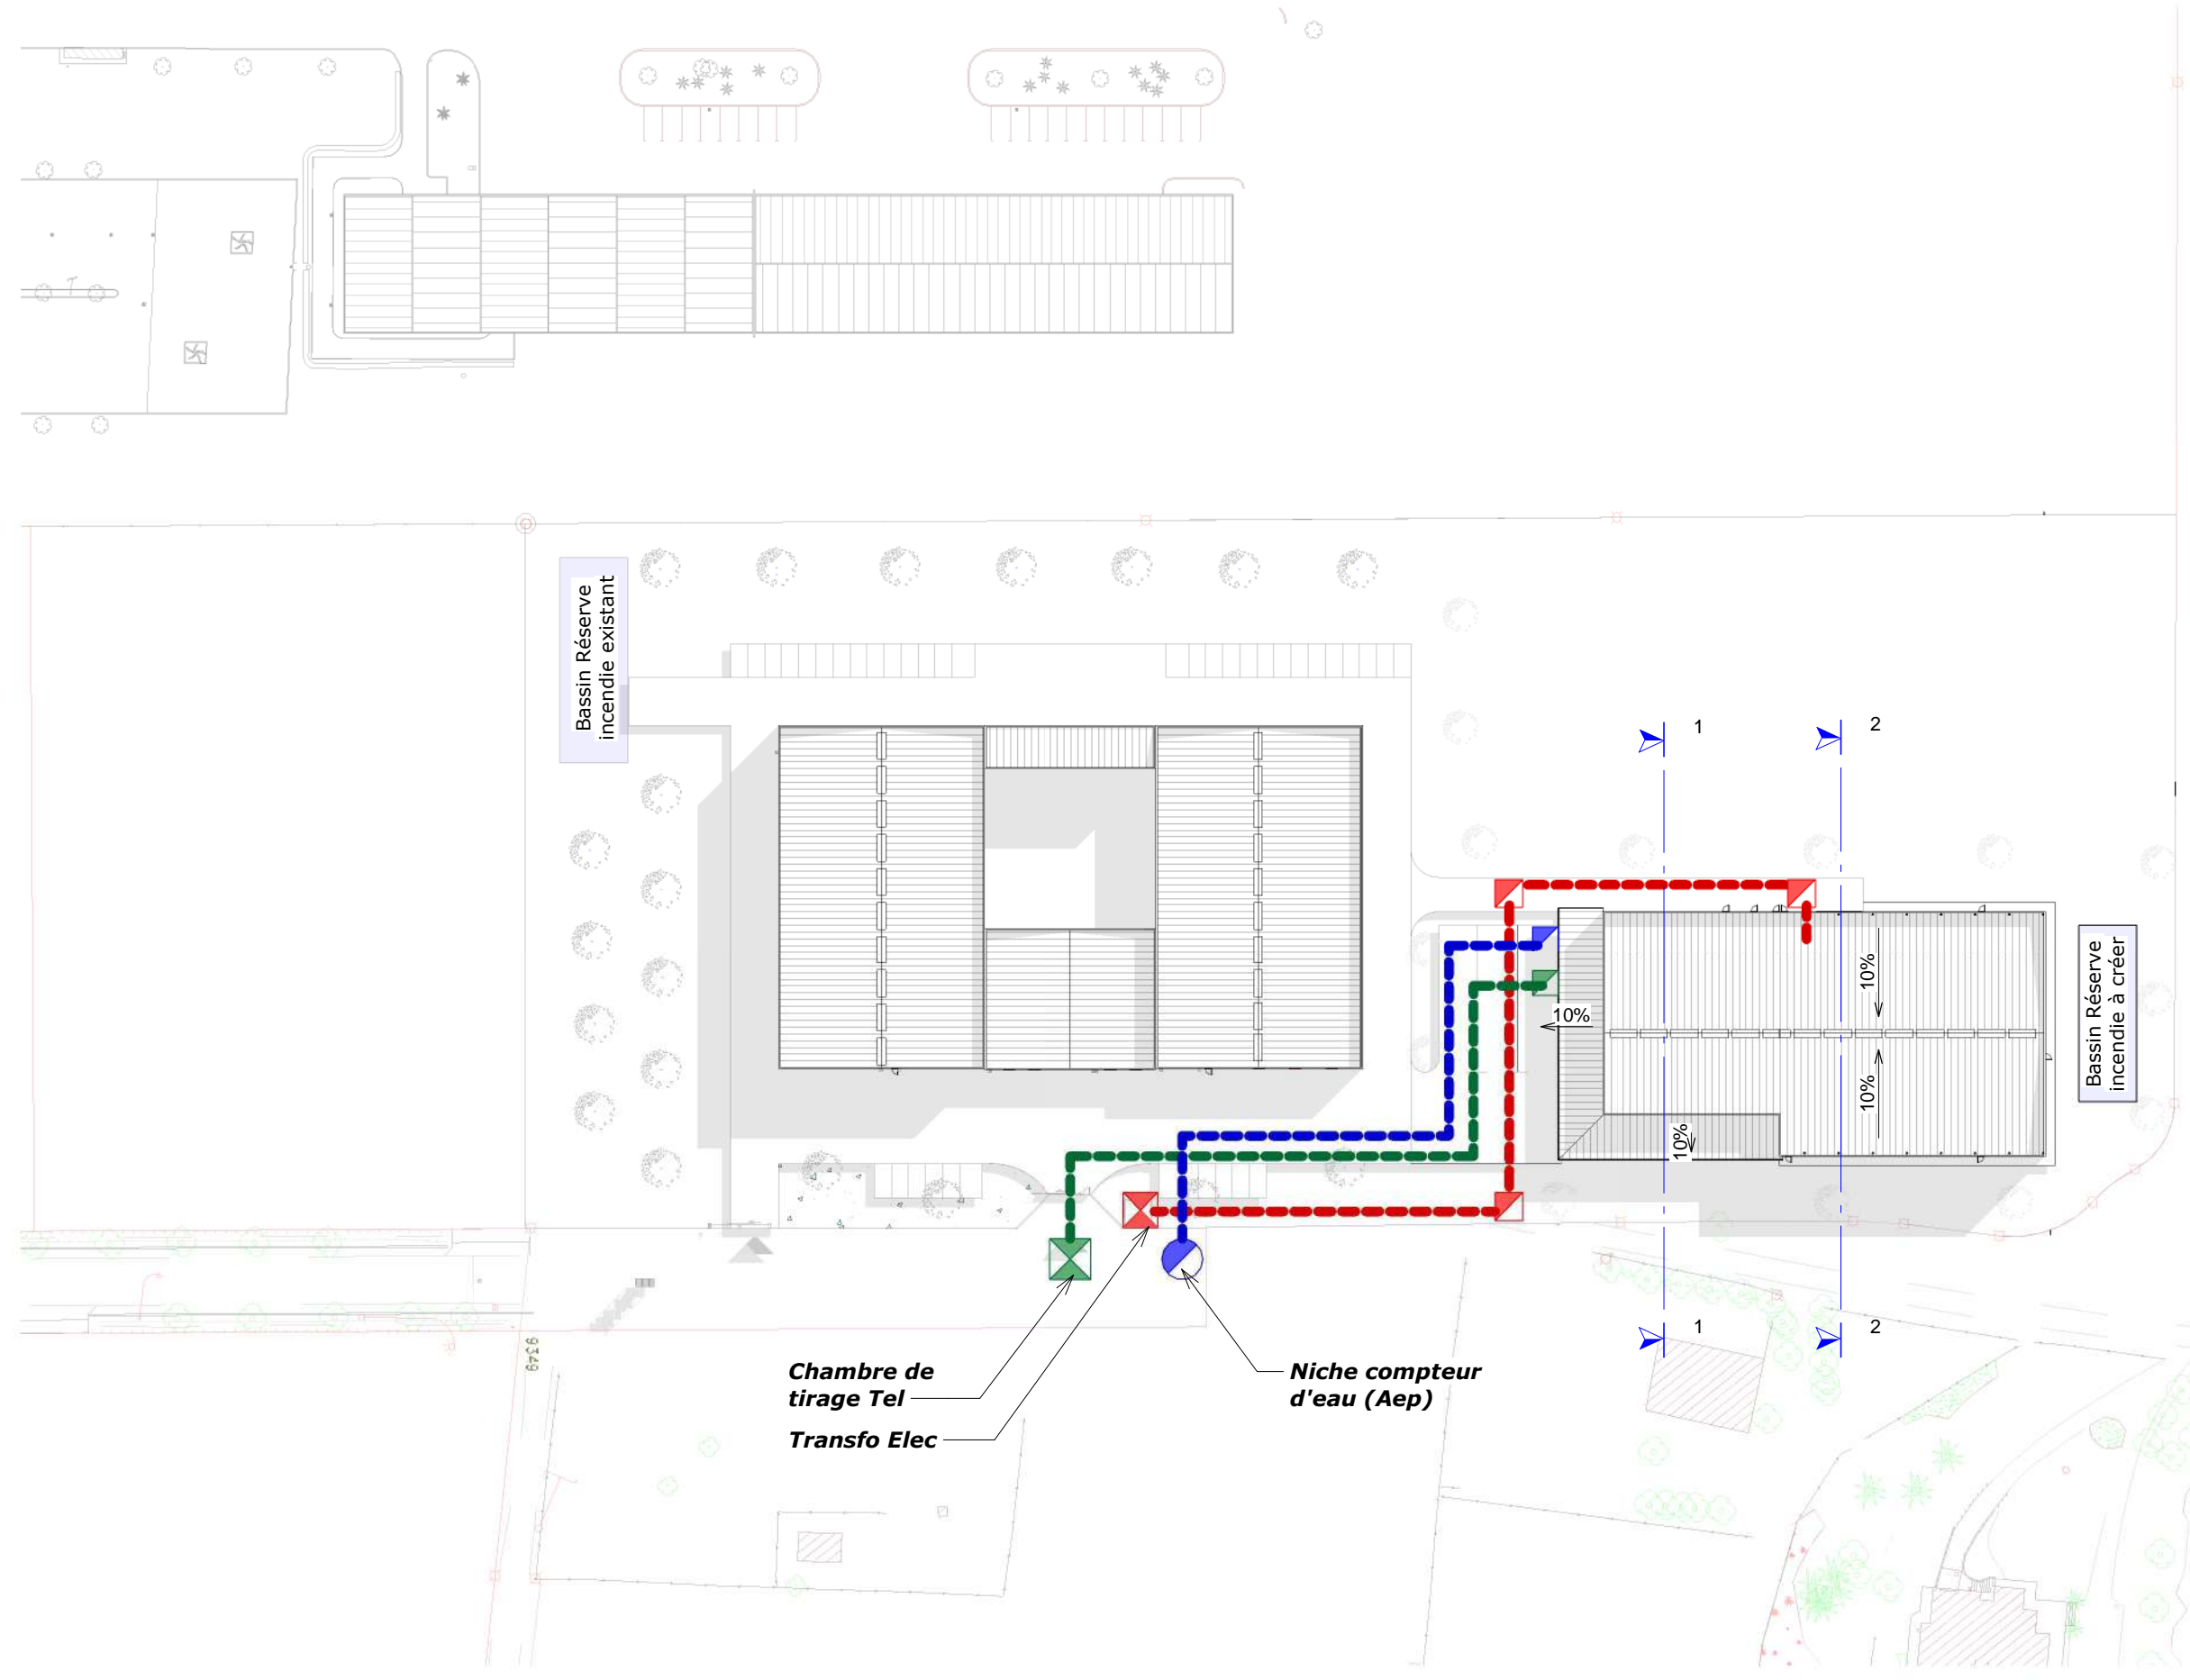 Bassin Réserve
incendie existant
1
2
10%
10%
10%
10%
Bassin Réserve
incendie à créer
1
2
9349
Chambre de
tirage Tel
Transfo Elec
Niche compteur
d'eau (Aep)